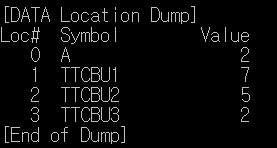 [DATA Location Dump]
Loc# Symbol Value
0 A 2
1 TTCBU1 7
2 TTCBU2 5
3 TTCBU3 2
[End of Dump]